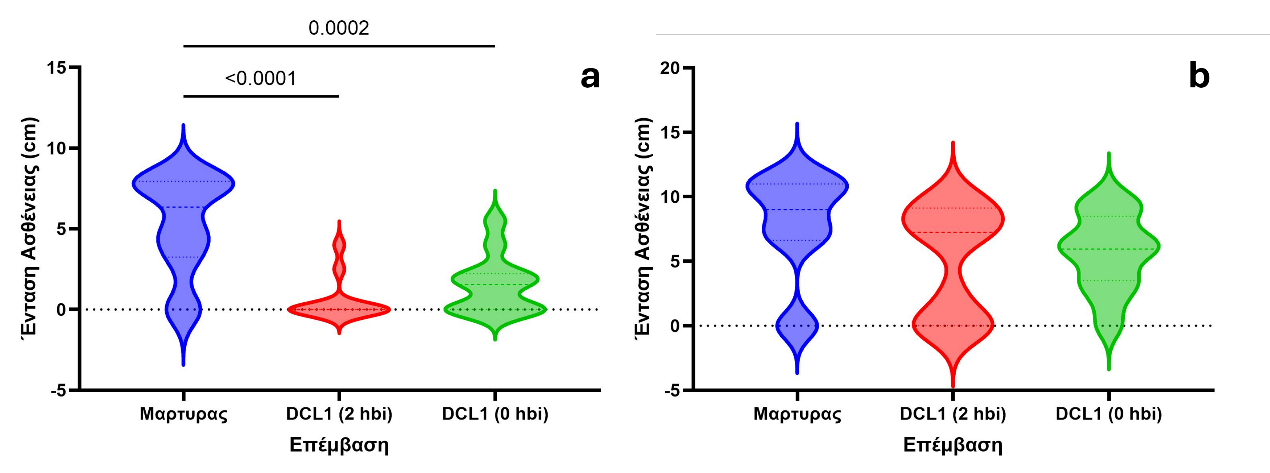 0.0002
<0.0001
a
15
10
5
0
-5
Ένταση Ασθένειας (cm)
Μαρτυρας
DCL1 (2 hbi)
DCL1 (0 hbi)
Επέμβαση
b
20
15
10
5
0
-5
Ένταση Ασθένειας (cm)
Μαρτυρας
DCL1 (2 hbi)
DCL1 (0 hbi)
Επέμβαση